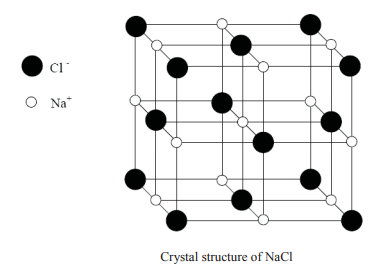 Cl⁻
Na⁺
Crystal structure of NaCl